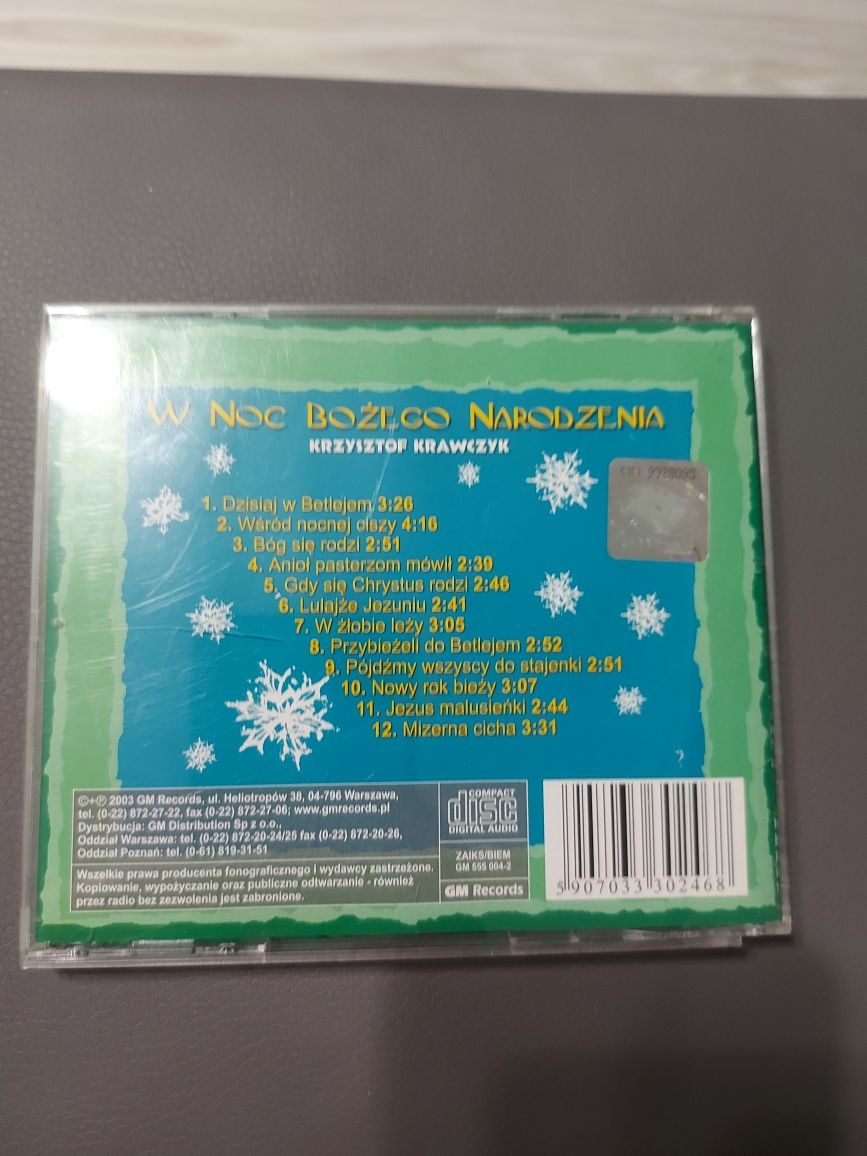 W NOC BOŻEGO NARODZENIA
KRZYSZTOF KRAWCZYK
1. Dzisiaj w Betlejem 3:26
2. Wśród nocnej ciszy 4:16
3. Bóg się rodzi 2:51
4. Anioł pasterzom mówił 2:39
5. Gdy się Chrystus rodzi 2:46
6. Lulajże Jezuniu 2:41
7. W żłobie leży 3:05
8. Przybieżeli do Betlejem 2:52
9. Pójdźmy wszyscy do stajenki 2:51
10. Nowy rok bieży 3:07
11. Jezus malusieńki 2:44
12. Mizerna cicha 3:31
©+℗ 2003 GM Records, ul. Heliotropów 38, 04-796 Warszawa,
tel. (0-22) 872-27-22, fax (0-22) 872-27-06; www.gmrecords.pl
Dystrybucja: GM Distribution Sp z o.o.,
Oddział Warszawa: tel. (0-22) 872-20-24/25 fax (0-22) 872-20-26,
Oddział Poznań: tel. (0-61) 819-31-51
Wszelkie prawa producenta fonograficznego i wydawcy zastrzeżone.
Kopiowanie, wypożyczanie oraz publiczne odtwarzanie - również
przez radio bez zezwolenia jest zabronione.
COMPACT
disc
DIGITAL AUDIO
ZAIKS/BIEM
GM 555 004-2
GM Records
5 907033 302468